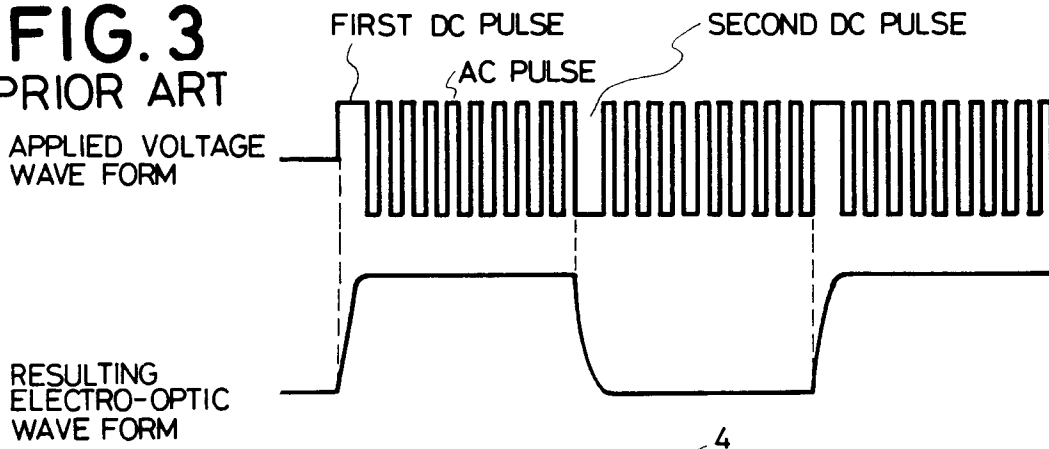 FIG. 3
PRIOR ART
FIRST DC PULSE
SECOND DC PULSE
AC PULSE
APPLIED VOLTAGE
WAVE FORM
RESULTING
ELECTRO-OPTIC
WAVE FORM
4